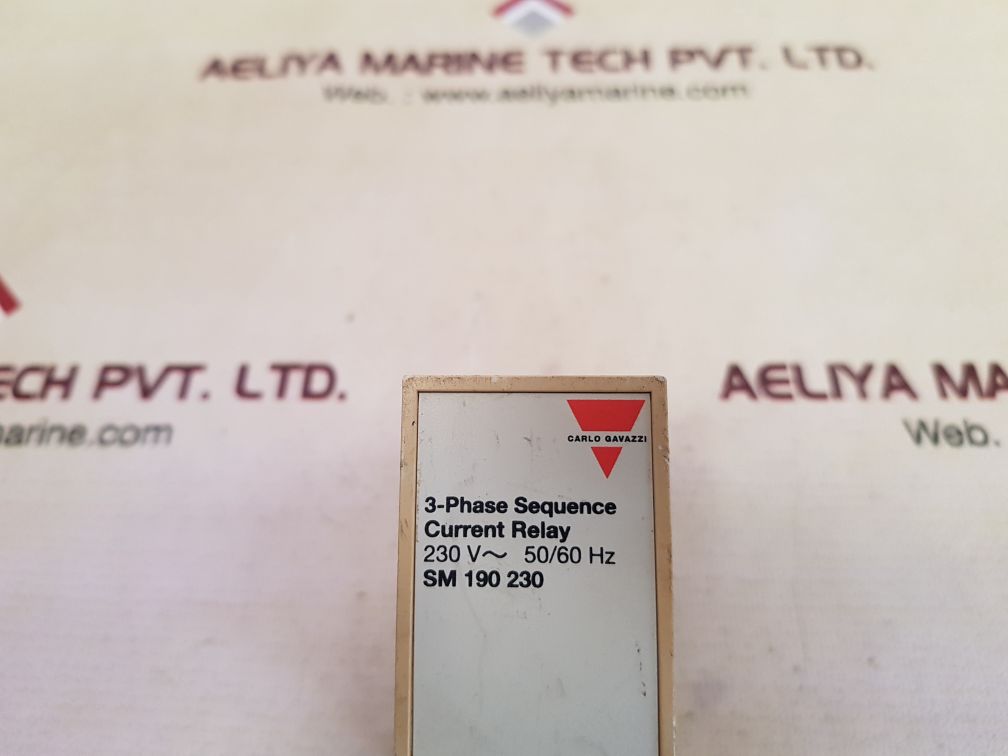 AELIYA MARINE TECH PVT. LTD.
Web. : www.aeliyamarine.com
ECH PVT. LTD.
marine.com
AELIYA MA
Web.
CARLO GAVAZZI
3-Phase Sequence
Current Relay
230 V~ 50/60 Hz
SM 190 230